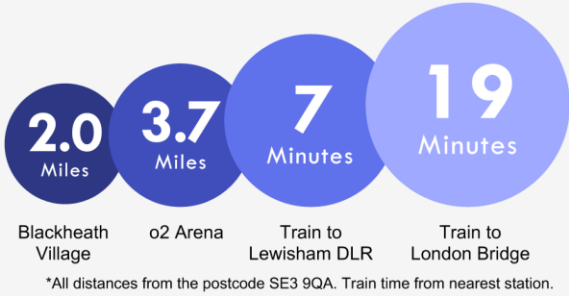 2.0
Miles
3.7
Miles
7
Minutes
19
Minutes
Blackheath
Village
o2 Arena
Train to
Lewisham DLR
Train to
London Bridge
*All distances from the postcode SE3 9QA. Train time from nearest station.